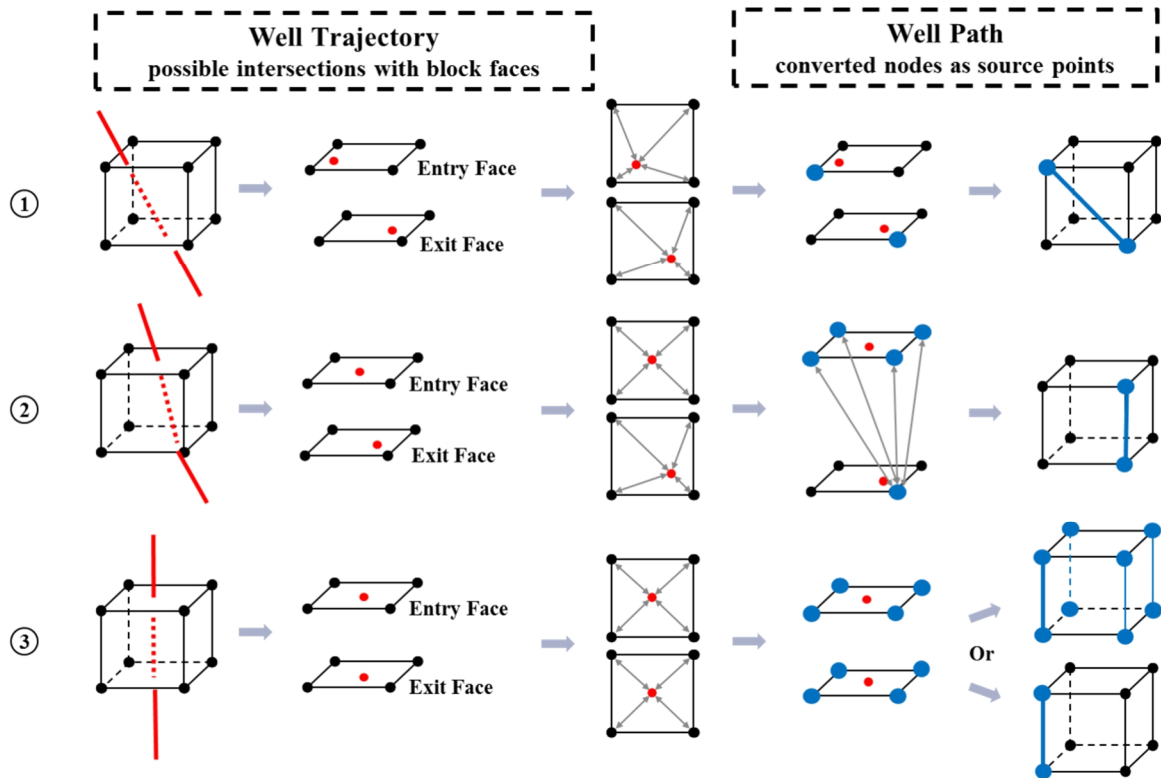 Well Trajectory
possible intersections with block faces
Well Path
converted nodes as source points
①
Entry Face
Exit Face
②
Entry Face
Exit Face
③
Entry Face
Exit Face
Or